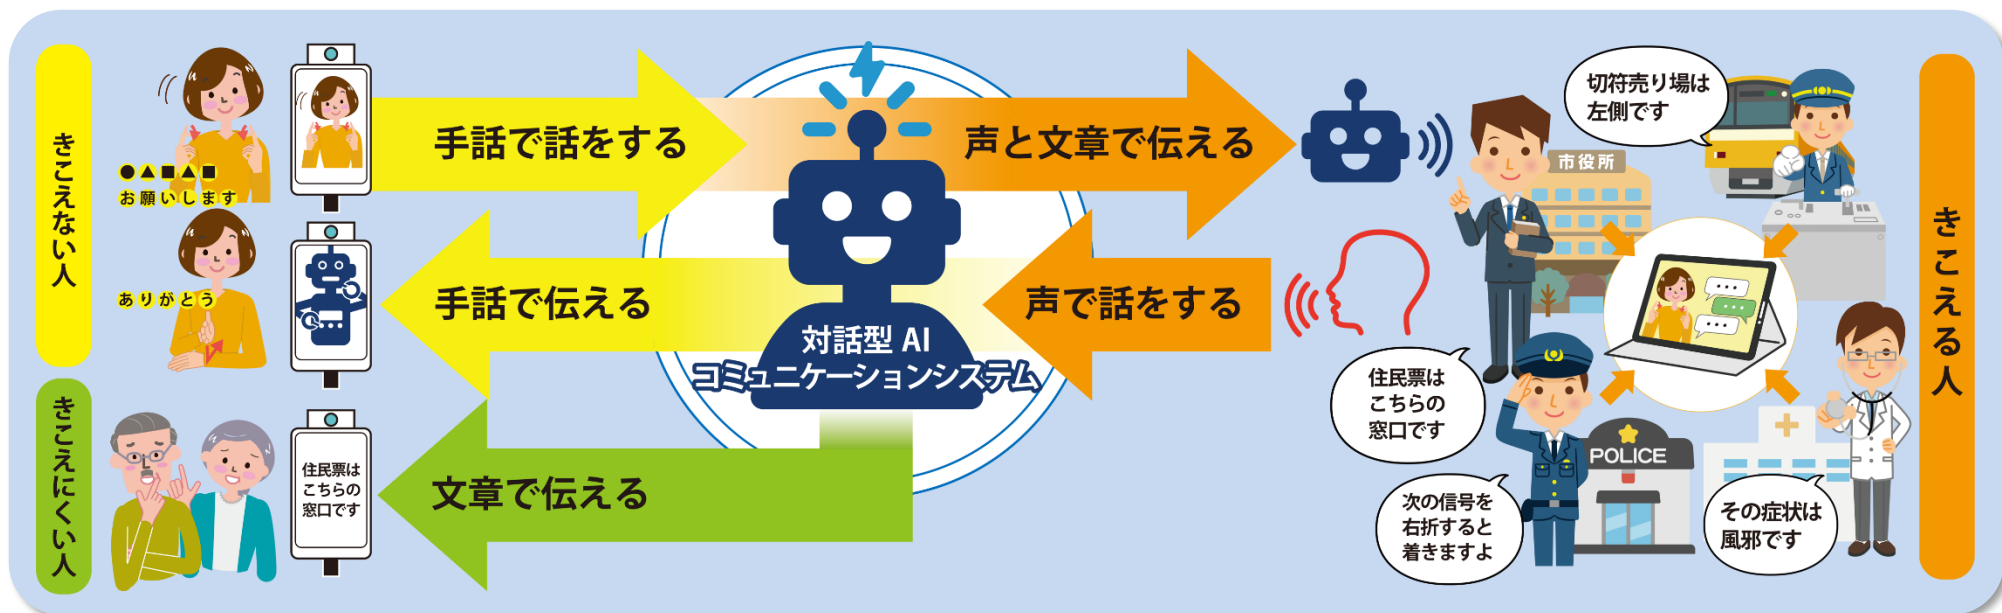 きこえない人
●▲■▲■
お願いします
ありがとう
きこえにくい人
住民票は
こちらの
窓口です
手話で話をする
声と文章で伝える
手話で伝える
声で話をする
文章で伝える
対話型 AI
コミュニケーションシステム
切符売り場は
左側です
市役所
住民票は
こちらの
窓口です
次の信号を
右折すると
着きますよ
POLICE
その症状は
風邪です
きこえる人